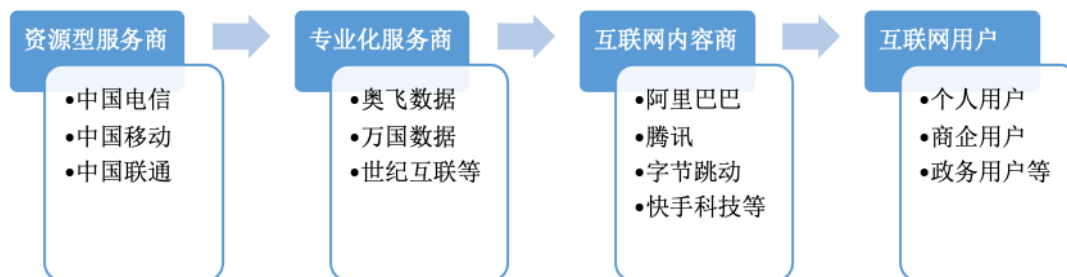 资源型服务商
•中国电信
•中国移动
•中国联通
专业化服务商
•奥飞数据
•万国数据
•世纪互联等
互联网内容商
•阿里巴巴
•腾讯
•字节跳动
•快手科技等
互联网用户
•个人用户
•商企用户
•政务用户等